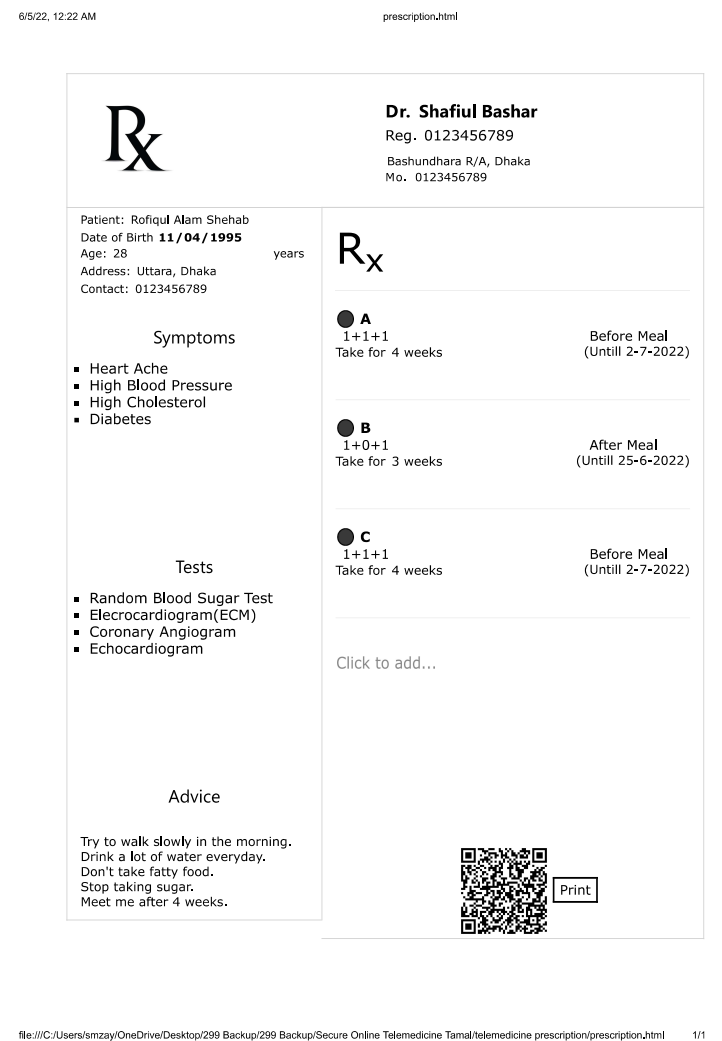 6/5/22, 12:22 AM prescription.html
Rx
Dr. Shafiul Bashar
Reg. 0123456789
Bashundhara R/A, Dhaka
Mo. 0123456789
Patient: Rofiqul Alam Shehab
Date of Birth 11/04/1995
Age: 28 years
Address: Uttara, Dhaka
Contact: 0123456789
Symptoms
Heart Ache
High Blood Pressure
High Cholesterol
Diabetes
Tests
Random Blood Sugar Test
Elecrocardiogram(ECM)
Coronary Angiogram
Echocardiogram
Advice
Try to walk slowly in the morning.
Drink a lot of water everyday.
Don't take fatty food.
Stop taking sugar.
Meet me after 4 weeks.
Rx
A
1+1+1 Before Meal
Take for 4 weeks (Untill 2-7-2022)
B
1+0+1 After Meal
Take for 3 weeks (Untill 25-6-2022)
C
1+1+1 Before Meal
Take for 4 weeks (Untill 2-7-2022)
Click to add...
Print
file:///C:/Users/smzay/OneDrive/Desktop/299 Backup/299 Backup/Secure Online Telemedicine Tamal/telemedicine prescription/prescription.html 1/1